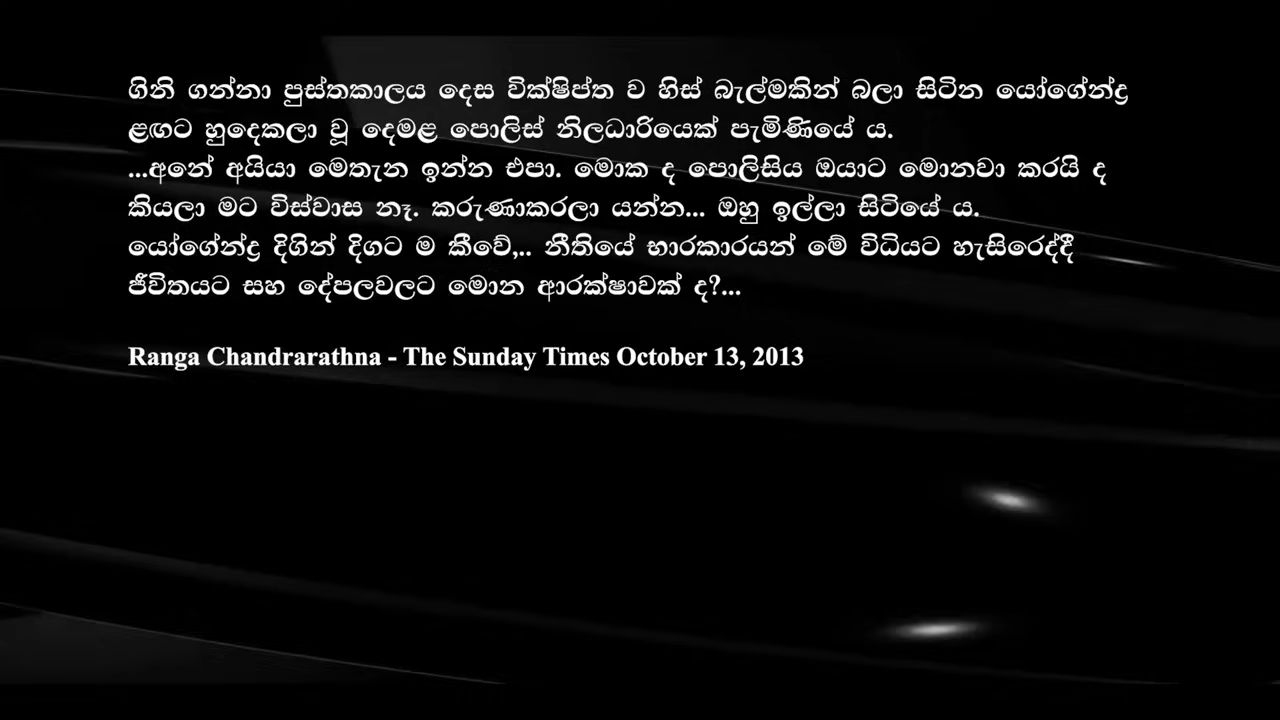 ගිනි ගන්නා පුස්තකාලය දෙස වික්ෂිප්ත ව හිස් බැල්මකින් බලා සිටින යෝගේන්ද්‍ර
ළඟට හුදෙකලා වූ දෙමළ පොලිස් නිලධාරියෙක් පැමිණියේ ය.
...අනේ අයියා මෙතැන ඉන්න එපා. මොක ද පොලිසිය ඔයාට මොනවා කරයි ද
කියලා මට විස්වාස නෑ. කරුණාකරලා යන්න... ඔහු ඉල්ලා සිටියේ ය.
යෝගේන්ද්‍ර දිගින් දිගට ම කීවේ,.. නීතියේ භාරකාරයන් මේ විධියට හැසිරෙද්දී
ජීවිතයට සහ දේපලවලට මොන ආරක්ෂාවක් ද?...
Ranga Chandrarathna - The Sunday Times October 13, 2013